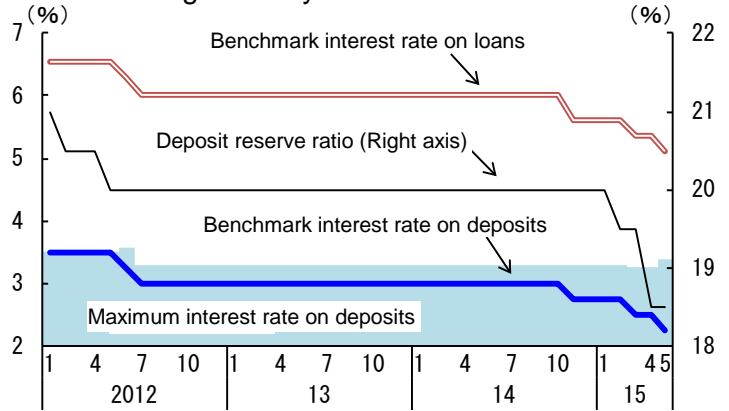 (%)
(%)
7
22
Benchmark interest rate on loans
6
21
Deposit reserve ratio (Right axis)
5
20
4
Benchmark interest rate on deposits
3
19
Maximum interest rate on deposits
2
18
1 4 7 10 1 4 7 10 1 4 7 10 1 4 5
2012 13 14 15